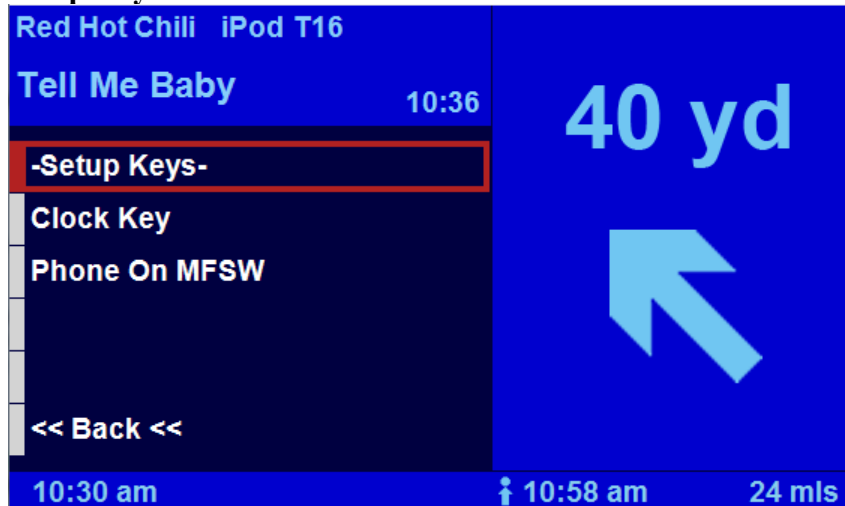 Red Hot Chili iPod T16
Tell Me Baby
10:36
-Setup Keys-
Clock Key
Phone On MFSW
<< Back <<
40 yd
10:30 am
10:58 am
24 mls